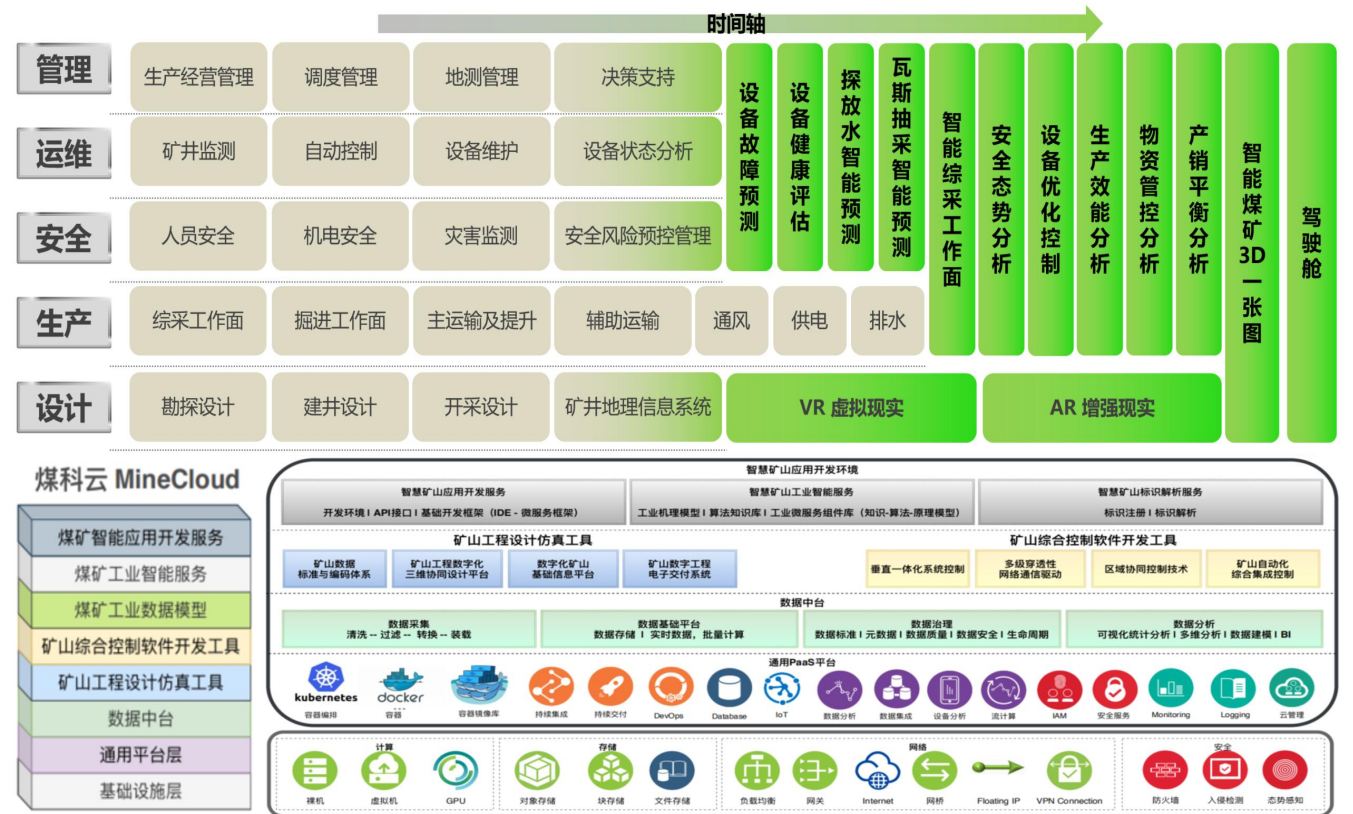 时间轴
管理
生产经营管理
调度管理
地测管理
决策支持
运维
矿井监测
自动控制
设备维护
设备状态分析
安全
人员安全
机电安全
灾害监测
安全风险预控管理
生产
综采工作面
掘进工作面
主运输及提升
辅助运输
通风
供电
排水
设计
勘探设计
建井设计
开采设计
矿井地理信息系统
VR 虚拟现实
AR 增强现实
设备故障预测
设备健康评估
探放水智能预测
瓦斯抽采智能预测
智能综采工作面
安全态势分析
设备优化控制
生产效能分析
物资管控分析
产销平衡分析
智能煤矿3D一张图
驾驶舱
煤科云 MineCloud
煤矿智能应用开发服务
煤矿工业智能服务
煤矿工业数据模型
矿山综合控制软件开发工具
矿山工程设计仿真工具
数据中台
通用平台层
基础设施层
智慧矿山应用开发环境
智慧矿山应用开发服务
开发环境 I API接口 I 基础开发框架（IDE - 微服务框架）
智慧矿山工业智能服务
工业机理模型 I 算法知识库 I 工业微服务组件库（知识-算法-原理模型）
智慧矿山标识解析服务
标识注册 I 标识解析
矿山工程设计仿真工具
矿山数据
标准与编码体系
矿山工程数字化
三维协同设计平台
数字化矿山
基础信息平台
矿山数字工程
电子交付系统
矿山综合控制软件开发工具
垂直一体化系统控制
多级穿透性
网络通信驱动
区域协同控制技术
矿山自动化
综合集成控制
数据中台
数据采集
清洗 -- 过滤 -- 转换 -- 装载
数据基础平台
数据存储 I 实时数据，批量计算
数据治理
数据标准 I 元数据 I 数据质量 I 数据安全 I 生命周期
数据分析
可视化统计分析 I 多维分析 I 数据建模 I BI
通用PaaS平台
kubernetes
docker
容器编排
容器
容器镜像库
持续集成
持续交付
DevOps
Database
IoT
数据分析
数据集成
设备分析
流计算
IAM
安全服务
Monitoring
Logging
云管理
计算
裸机
虚拟机
GPU
存储
对象存储
块存储
文件存储
网络
负载均衡
网关
Internet
网桥
Floating IP
VPN Connection
安全
防火墙
入侵检测
态势感知